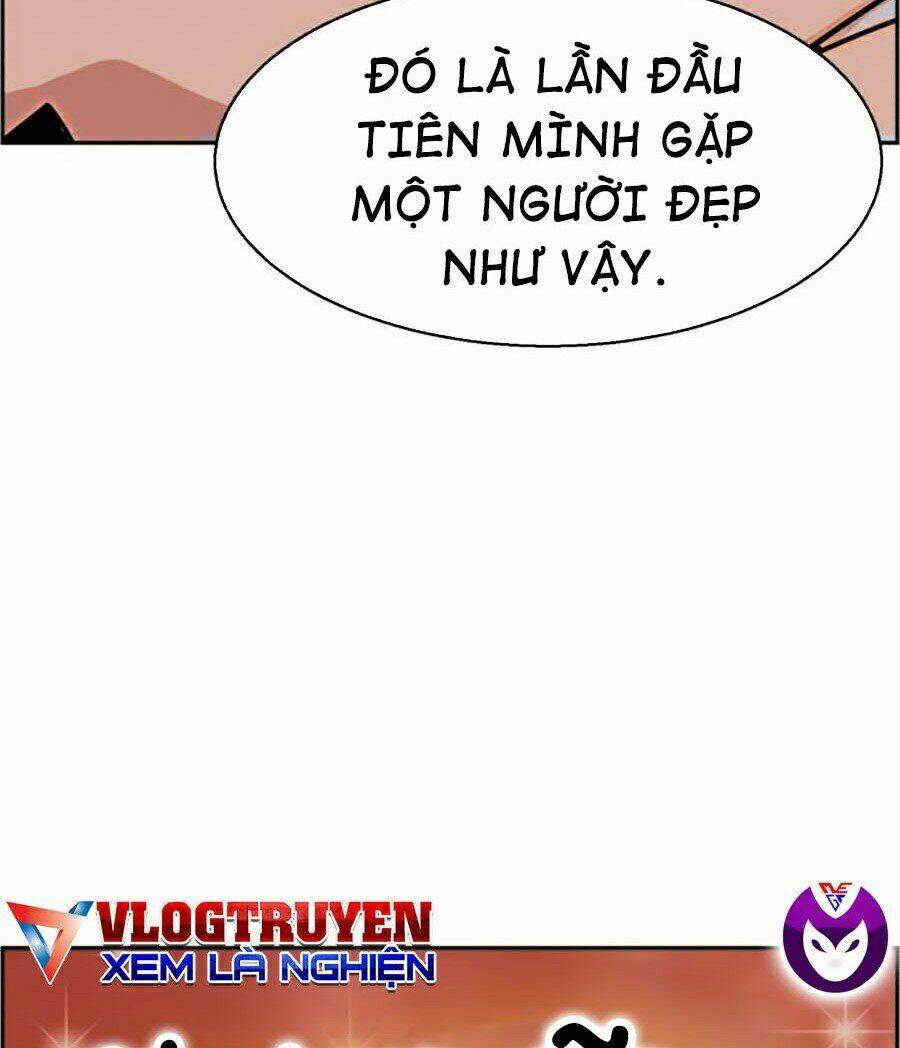 ĐÓ LÀ LẦN ĐẦU
TIÊN MÌNH GẶP
MỘT NGƯỜI ĐẸP
NHƯ VẬY.
VLOGTRUYEN
XEM LÀ NGHIỆN